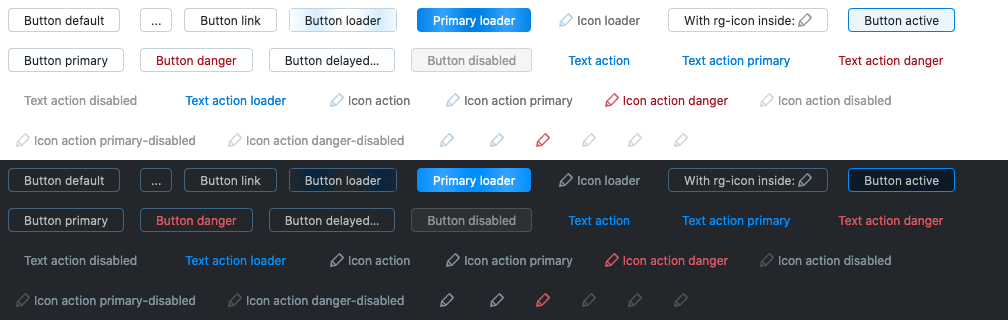 Button default ... Button link Button loader Primary loader Icon loader With rg-icon inside: Button active
Button primary Button danger Button delayed... Button disabled Text action Text action primary Text action danger
Text action disabled Text action loader Icon action Icon action primary Icon action danger Icon action disabled
Icon action primary-disabled Icon action danger-disabled
Button default ... Button link Button loader Primary loader Icon loader With rg-icon inside: Button active
Button primary Button danger Button delayed... Button disabled Text action Text action primary Text action danger
Text action disabled Text action loader Icon action Icon action primary Icon action danger Icon action disabled
Icon action primary-disabled Icon action danger-disabled